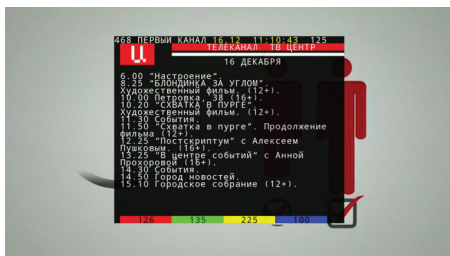 468 ПЕРВЫЙ КАНАЛ 16.12 11:10:43 125
Ц
ТЕЛЕКАНАЛ ТВ ЦЕНТР
16 ДЕКАБРЯ
6.00 "Настроение".
8.25 "БЛОНДИНКА ЗА УГЛОМ".
Художественный фильм. (12+).
10.00 Петровка, 38 (16+).
10.20 "СХВАТКА В ПУРГЕ".
Художественный фильм. (12+).
11.30 События.
11.50 "Схватка в пурге". Продолжение
фильма (12+).
12.25 "Постскриптум" с Алексеем
Пушковым. (16+).
13.25 "В центре событий" с Анной
Прохоровой (16+).
14.30 События.
14.50 Город новостей.
15.10 Городское собрание (12+).
126 135 225 100